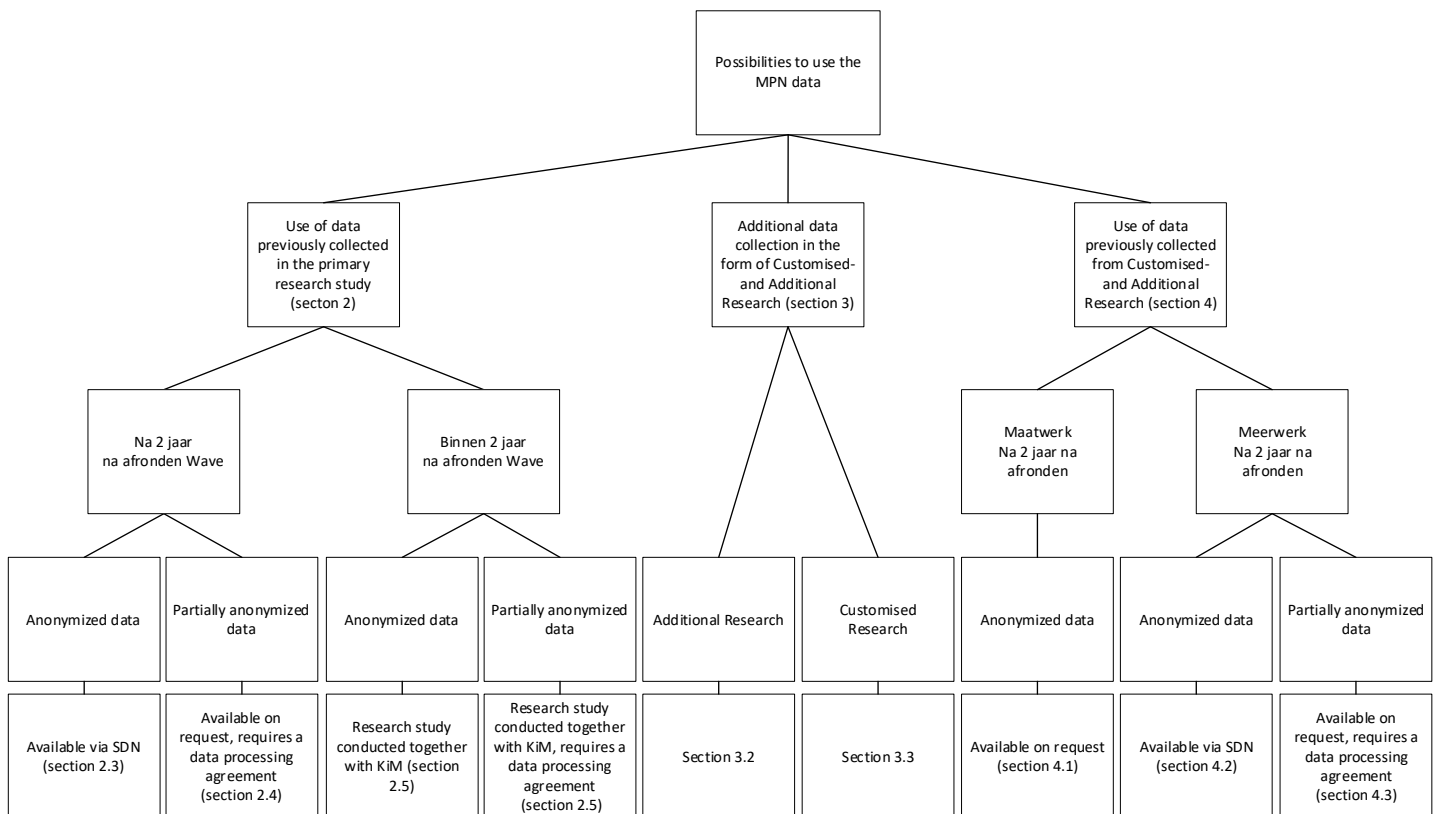 Possibilities to use the
MPN data
Use of data
previously collected
in the primary
research study
(secton 2)
Additional data
collection in the
form of Customised-
and Additional
Research (section 3)
Use of data
previously collected
from Customised-
and Additional
Research (section 4)
Na 2 jaar
na afronden Wave
Binnen 2 jaar
na afronden Wave
Maatwerk
Na 2 jaar na
afronden
Meerwerk
Na 2 jaar na
afronden
Anonymized data
Partially anonymized
data
Anonymized data
Partially anonymized
data
Additional Research
Customised
Research
Anonymized data
Anonymized data
Partially anonymized
data
Available via SDN
(section 2.3)
Available on
request, requires a
data processing
agreement
(section 2.4)
Research study
conducted together
with KiM (section
2.5)
Research study
conducted together
with KiM, requires a
data processing
agreement
(section 2.5)
Section 3.2
Section 3.3
Available on request
(section 4.1)
Available via SDN
(section 4.2)
Available on
request, requires a
data processing
agreement
(section 4.3)